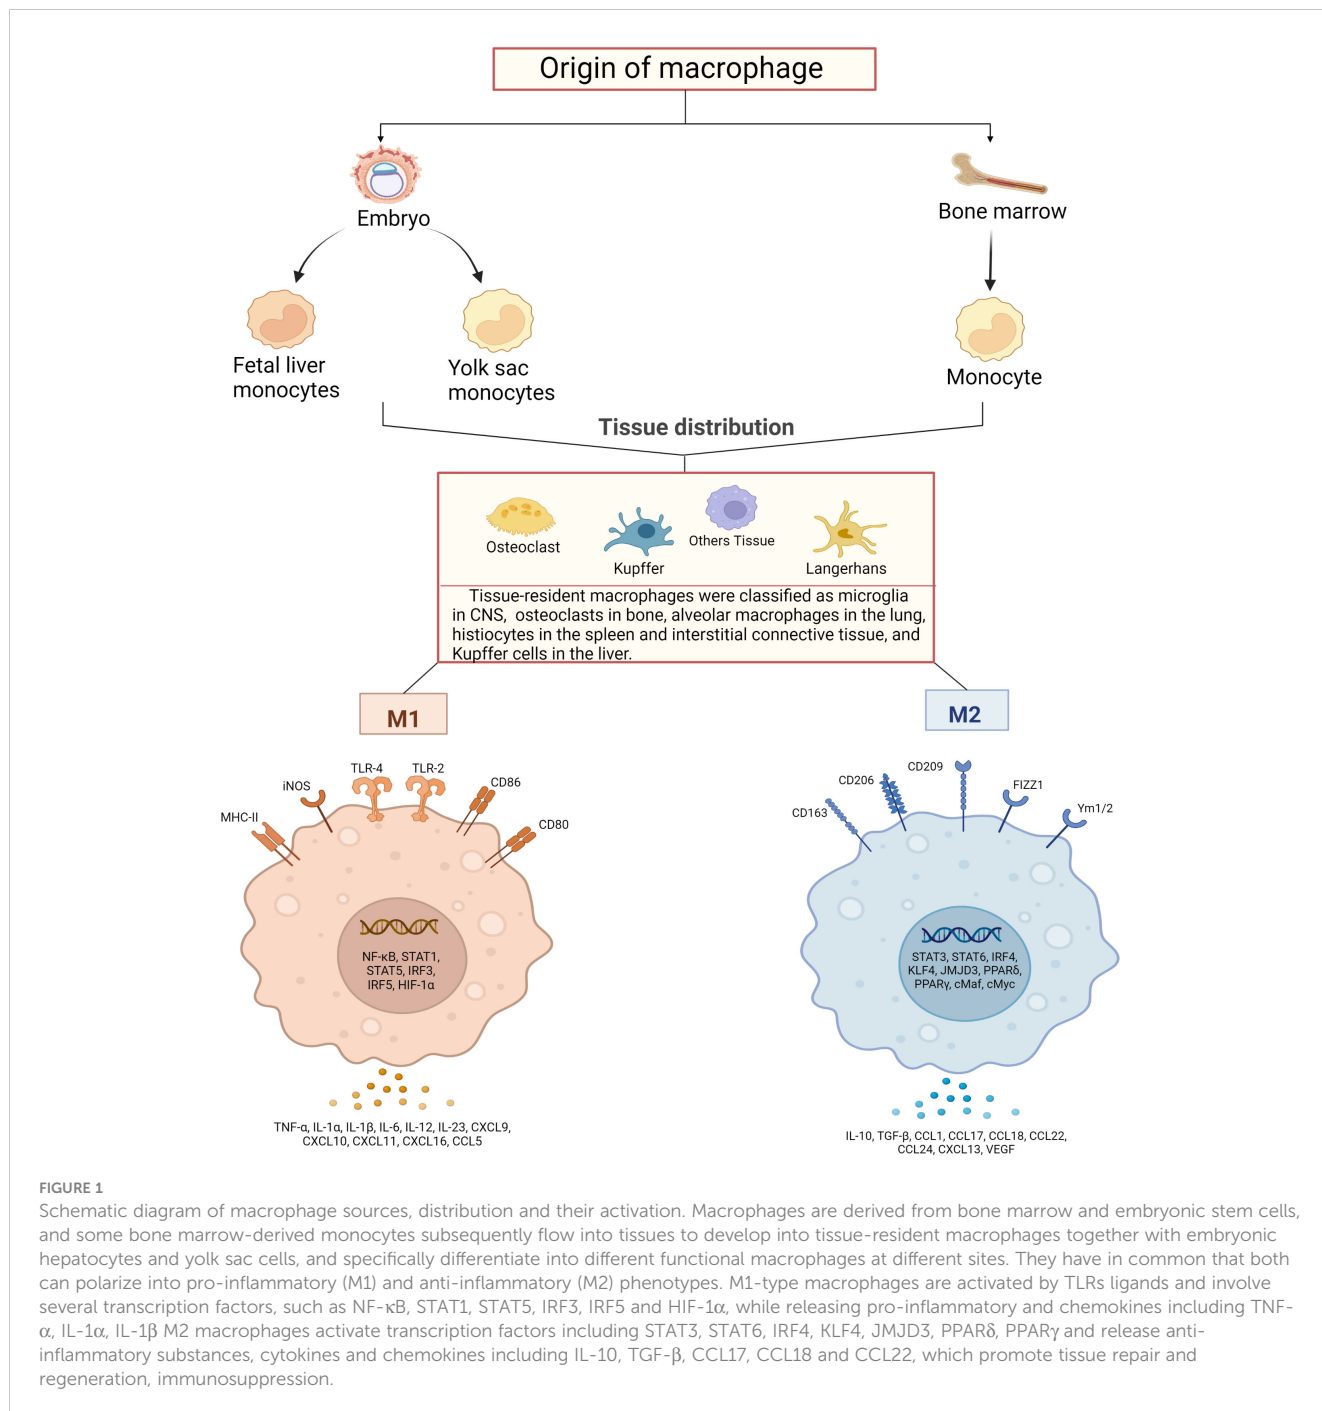 Origin of macrophage
Embryo
Bone marrow
Fetal liver
monocytes
Yolk sac
monocytes
Monocyte
Tissue distribution
Osteoclast
Kupffer
Others Tissue
Langerhans
Tissue-resident macrophages were classified as microglia
in CNS, osteoclasts in bone, alveolar macrophages in the lung,
histiocytes in the spleen and interstitial connective tissue, and
Kupffer cells in the liver.
M1
M2
MHC-II
iNOS
TLR-4
TLR-2
CD86
CD80
CD163
CD206
CD209
FIZZ1
Ym1/2
NF-κB, STAT1,
STAT5, IRF3,
IRF5, HIF-1α
STAT3, STAT6, IRF4,
KLF4, JMJD3, PPARδ,
PPARγ, cMaf, cMyc
TNF-α, IL-1α, IL-1β, IL-6, IL-12, IL-23, CXCL9,
CXCL10, CXCL11, CXCL16, CCL5
IL-10, TGF-β, CCL1, CCL17, CCL18, CCL22,
CCL24, CXCL13, VEGF
FIGURE 1
Schematic diagram of macrophage sources, distribution and their activation. Macrophages are derived from bone marrow and embryonic stem cells,
and some bone marrow-derived monocytes subsequently flow into tissues to develop into tissue-resident macrophages together with embryonic
hepatocytes and yolk sac cells, and specifically differentiate into different functional macrophages at different sites. They have in common that both
can polarize into pro-inflammatory (M1) and anti-inflammatory (M2) phenotypes. M1-type macrophages are activated by TLRs ligands and involve
several transcription factors, such as NF-κB, STAT1, STAT5, IRF3, IRF5 and HIF-1α, while releasing pro-inflammatory and chemokines including TNF-
α, IL-1α, IL-1β M2 macrophages activate transcription factors including STAT3, STAT6, IRF4, KLF4, JMJD3, PPARδ, PPARγ and release anti-
inflammatory substances, cytokines and chemokines including IL-10, TGF-β, CCL17, CCL18 and CCL22, which promote tissue repair and
regeneration, immunosuppression.